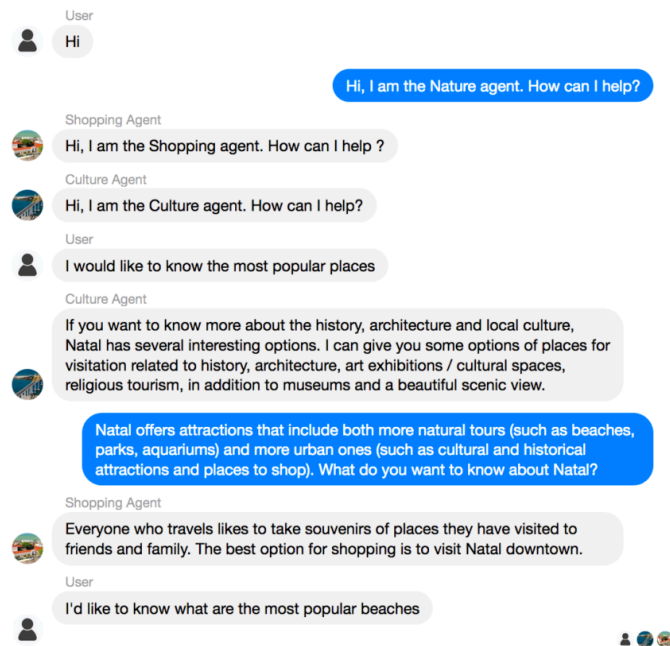 User
Hi
Hi, I am the Nature agent. How can I help?
Shopping Agent
Hi, I am the Shopping agent. How can I help ?
Culture Agent
Hi, I am the Culture agent. How can I help?
User
I would like to know the most popular places
Culture Agent
If you want to know more about the history, architecture and local culture,
Natal has several interesting options. I can give you some options of places for
visitation related to history, architecture, art exhibitions / cultural spaces,
religious tourism, in addition to museums and a beautiful scenic view.
Natal offers attractions that include both more natural tours (such as beaches,
parks, aquariums) and more urban ones (such as cultural and historical
attractions and places to shop). What do you want to know about Natal?
Shopping Agent
Everyone who travels likes to take souvenirs of places they have visited to
friends and family. The best option for shopping is to visit Natal downtown.
User
I'd like to know what are the most popular beaches